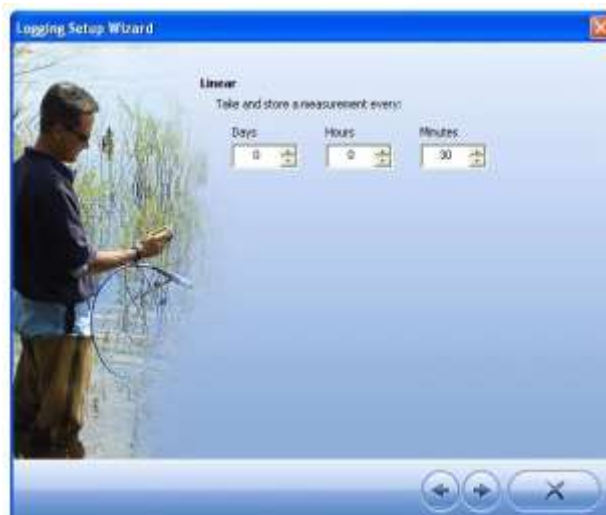 Logging Setup Wizard
Linear
Take and store a measurement every:
Days Hours Minutes
0 0 30